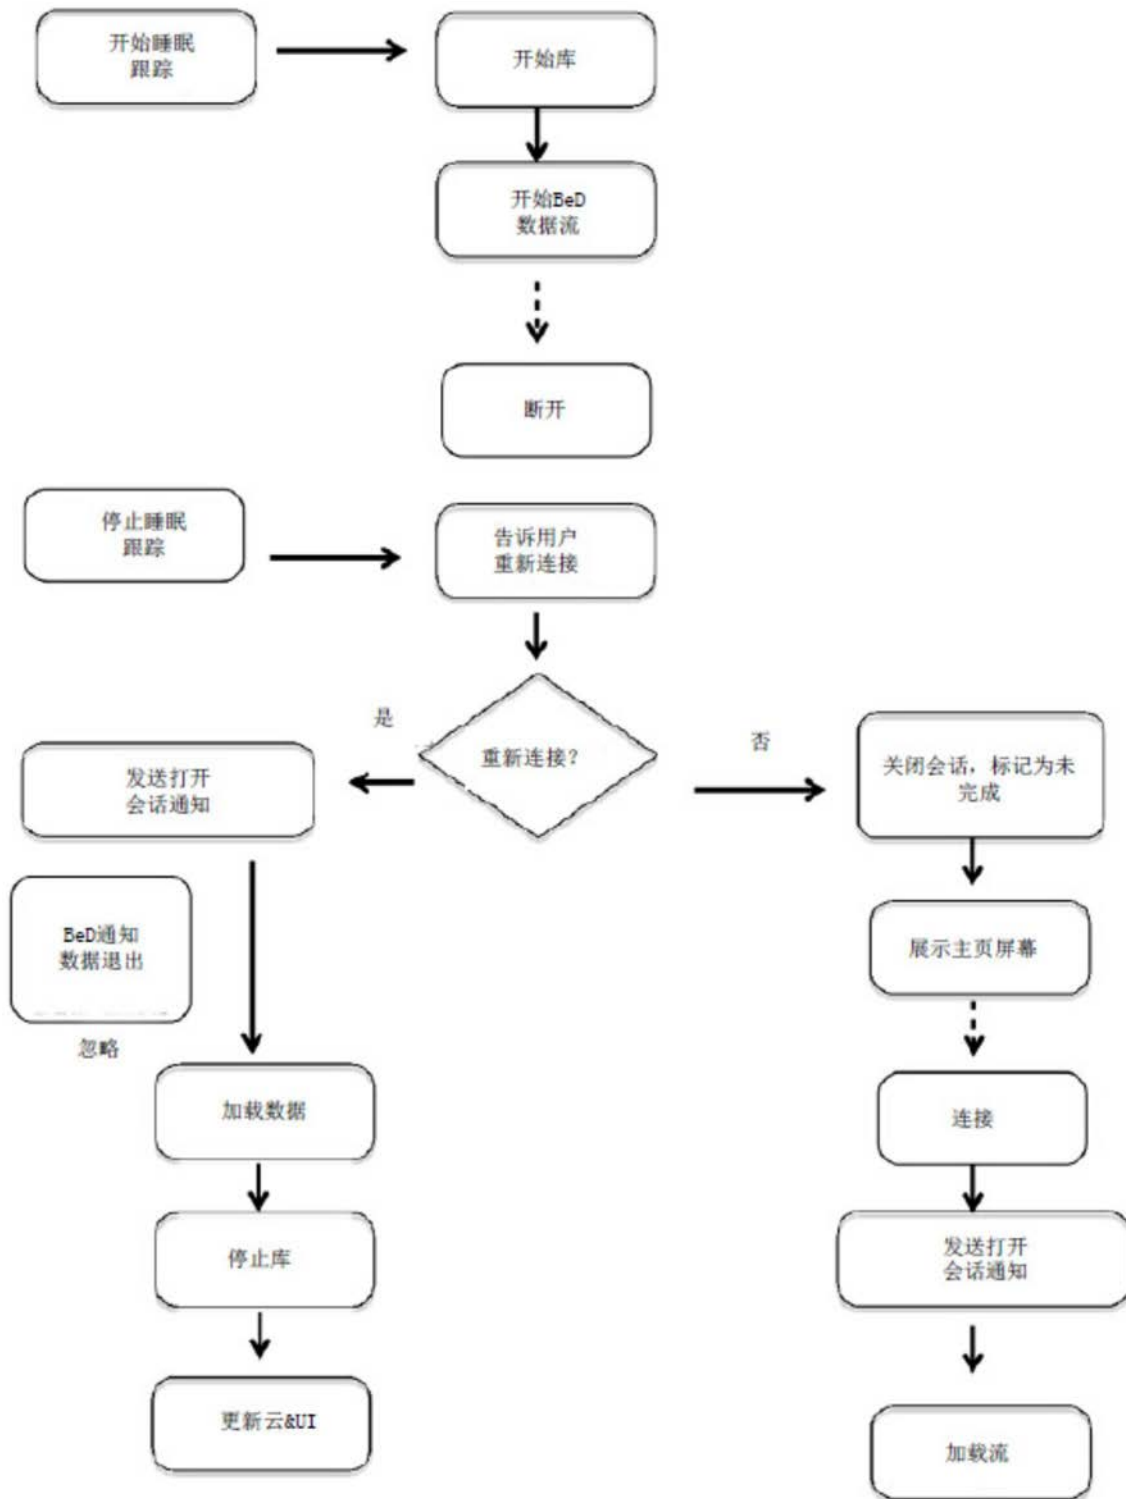 开始睡眠
跟踪
开始库
开始BeD
数据流
断开
停止睡眠
跟踪
告诉用户
重新连接
是
重新连接?
否
发送打开
会话通知
关闭会话，标记为未
完成
BeD通知
数据退出
忽略
展示主页屏幕
加载数据
连接
停止库
发送打开
会话通知
更新云&UI
加载流